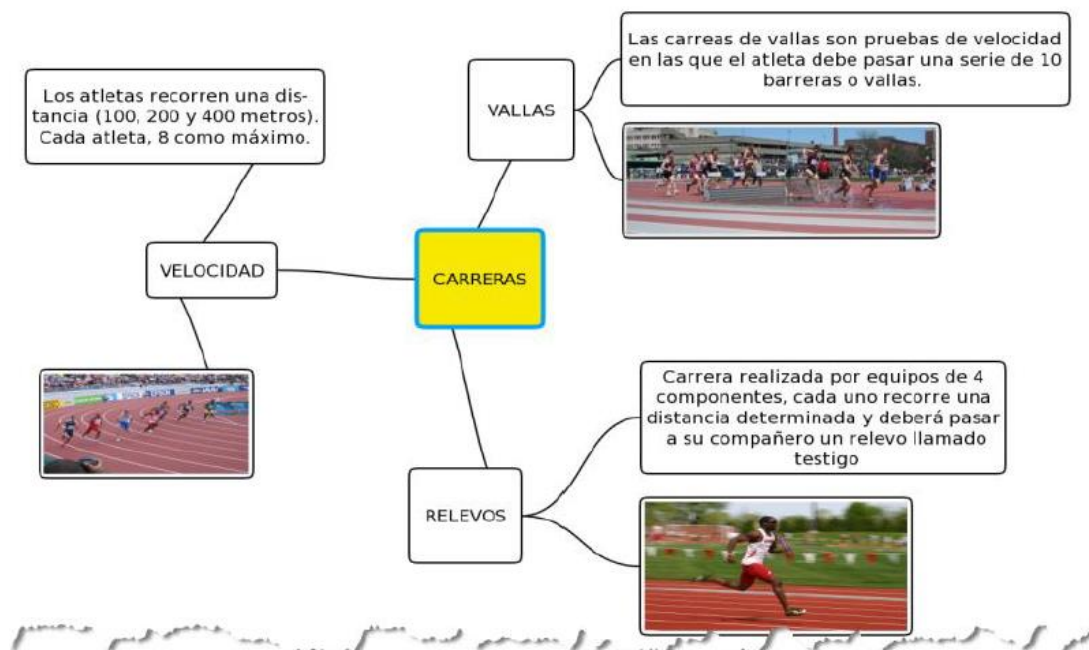 Los atletas recorren una dis-
tancia (100, 200 y 400 metros).
Cada atleta, 8 como máximo.
VELOCIDAD
CARRERAS
VALLAS
Las carreas de vallas son pruebas de velocidad
en las que el atleta debe pasar una serie de 10
barreras o vallas.
RELEVOS
Carrera realizada por equipos de 4
componentes, cada uno recorre una
distancia determinada y deberá pasar
a su compañero un relevo llamado
testigo